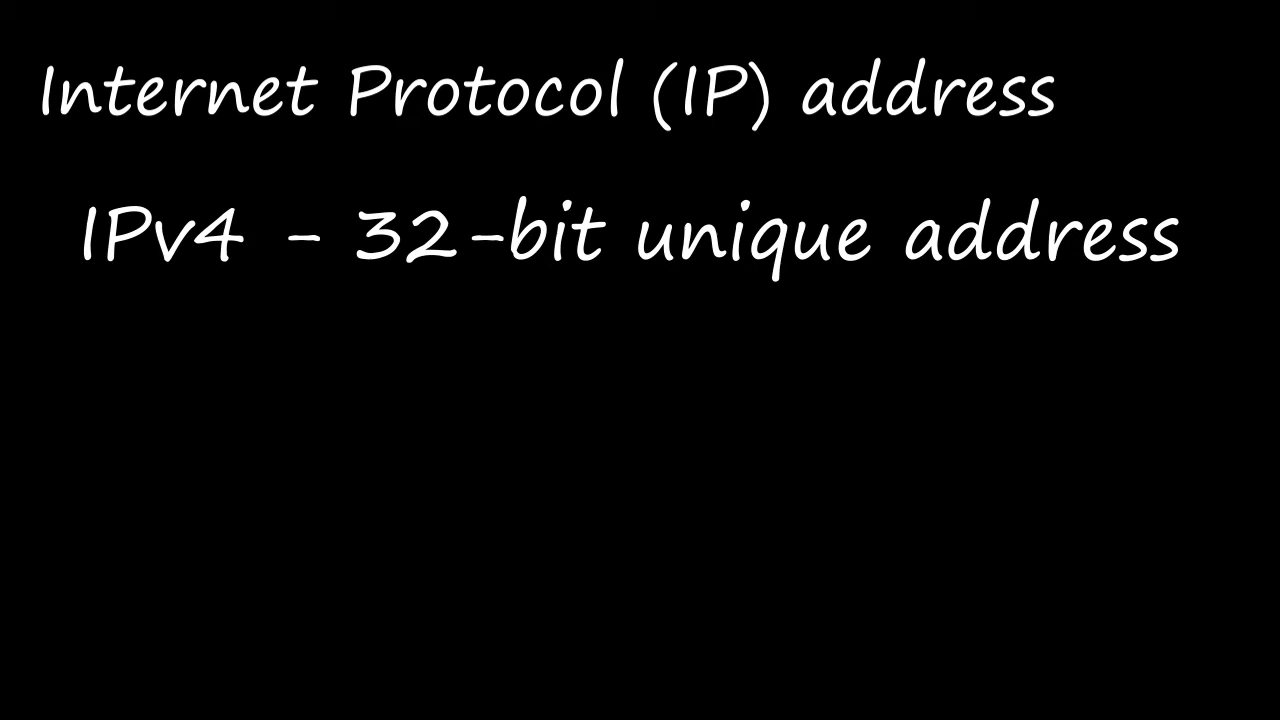 Internet Protocol (IP) address
IPv4 - 32-bit unique address